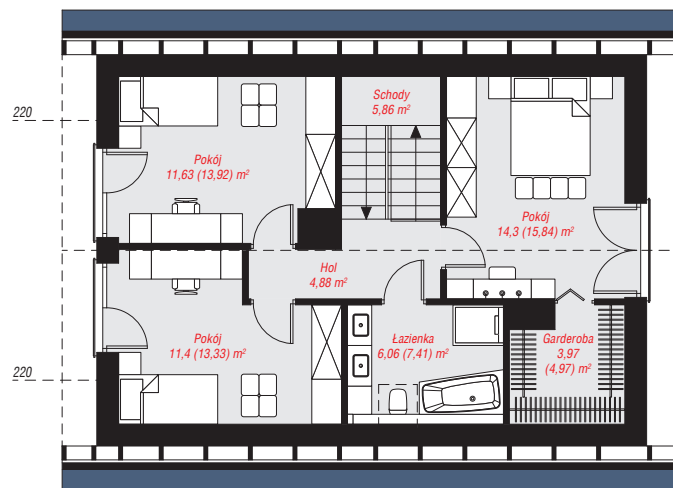 220
Schody
5,86 m²
Pokój
11,63 (13,92) m²
Pokój
14,3 (15,84) m²
Hol
4,88 m²
Pokój
11,4 (13,33) m²
Łazienka
6,06 (7,41) m²
Garderoba
3,97
(4,97) m²
220